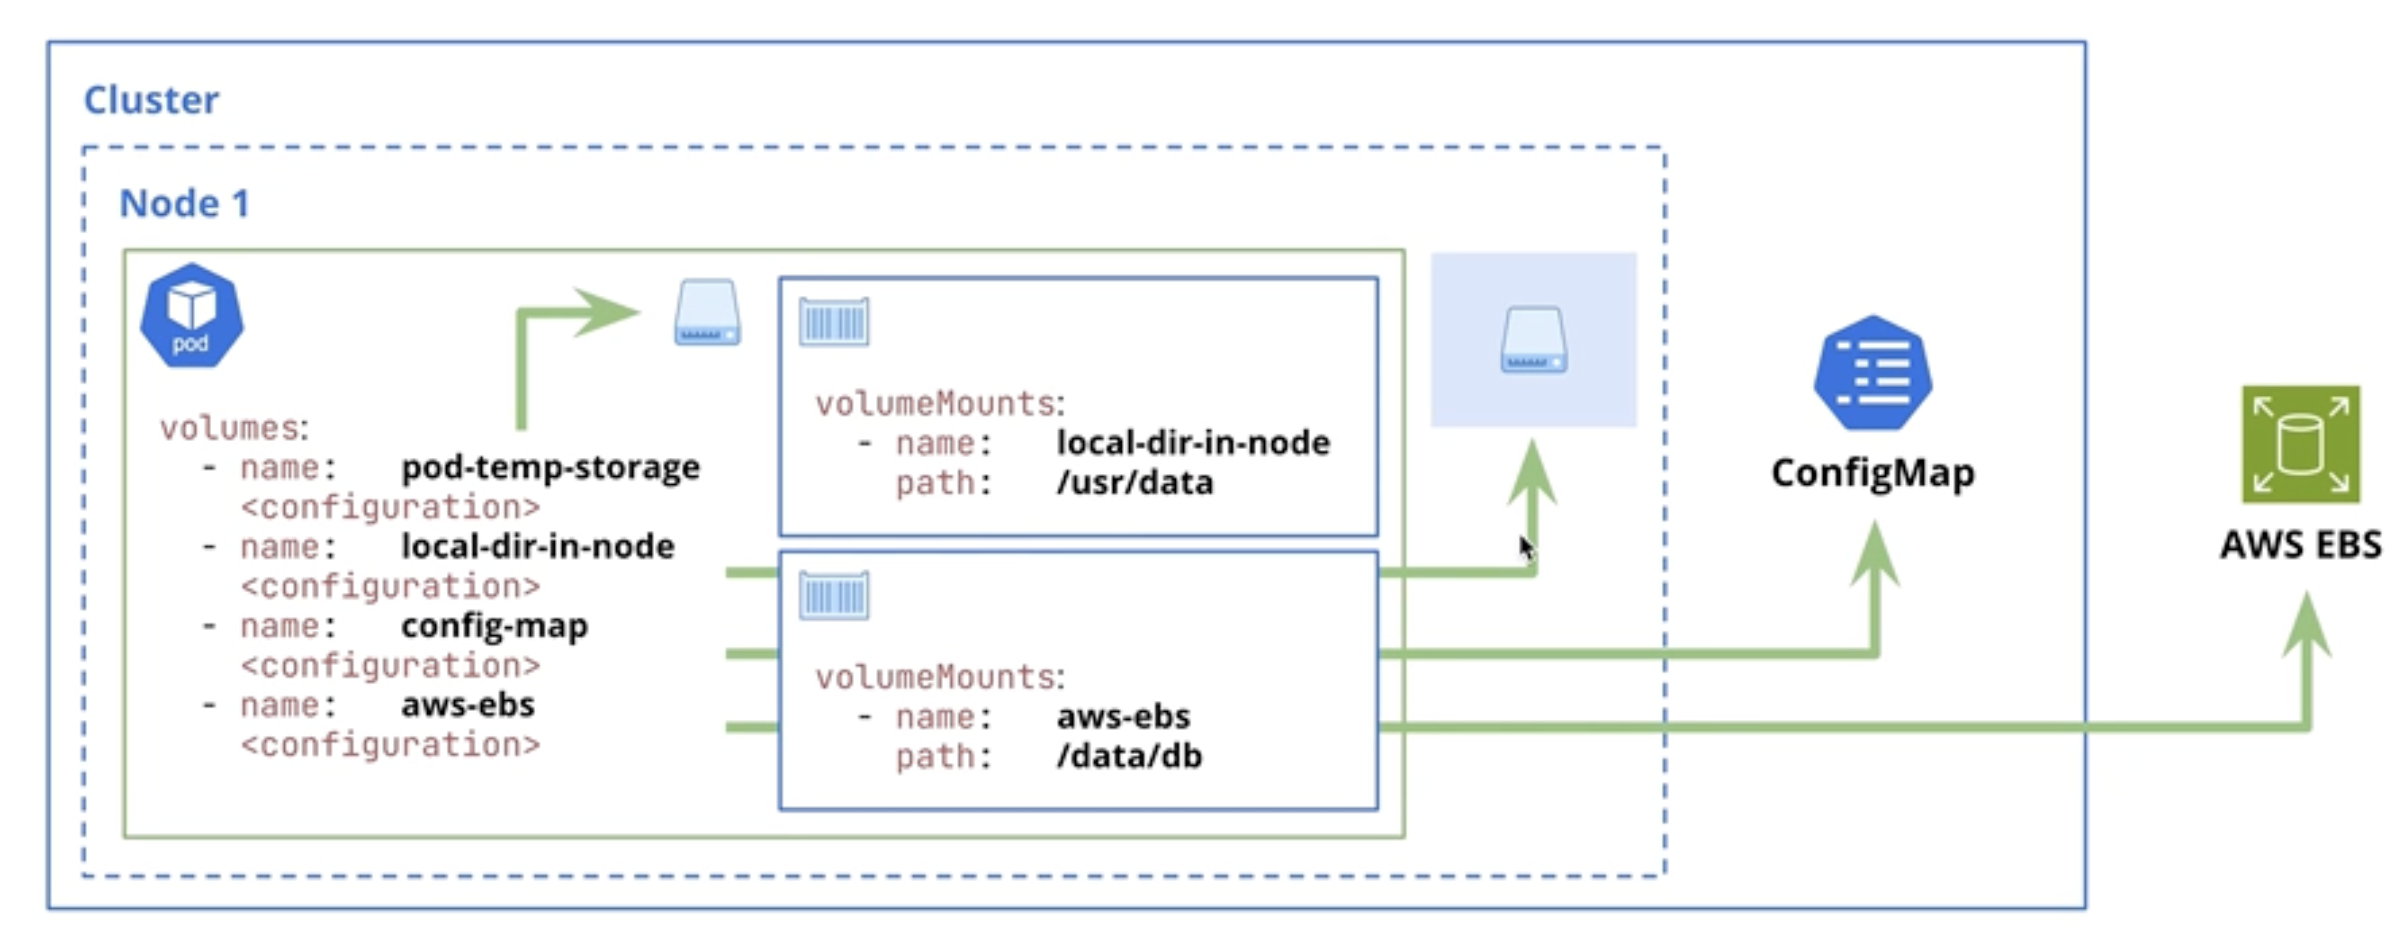 Cluster
Node 1
pod
volumes:
- name: pod-temp-storage
<configuration>
- name: local-dir-in-node
<configuration>
- name: config-map
<configuration>
- name: aws-ebs
<configuration>
volumeMounts:
- name: local-dir-in-node
path: /usr/data
volumeMounts:
- name: aws-ebs
path: /data/db
ConfigMap
AWS EBS